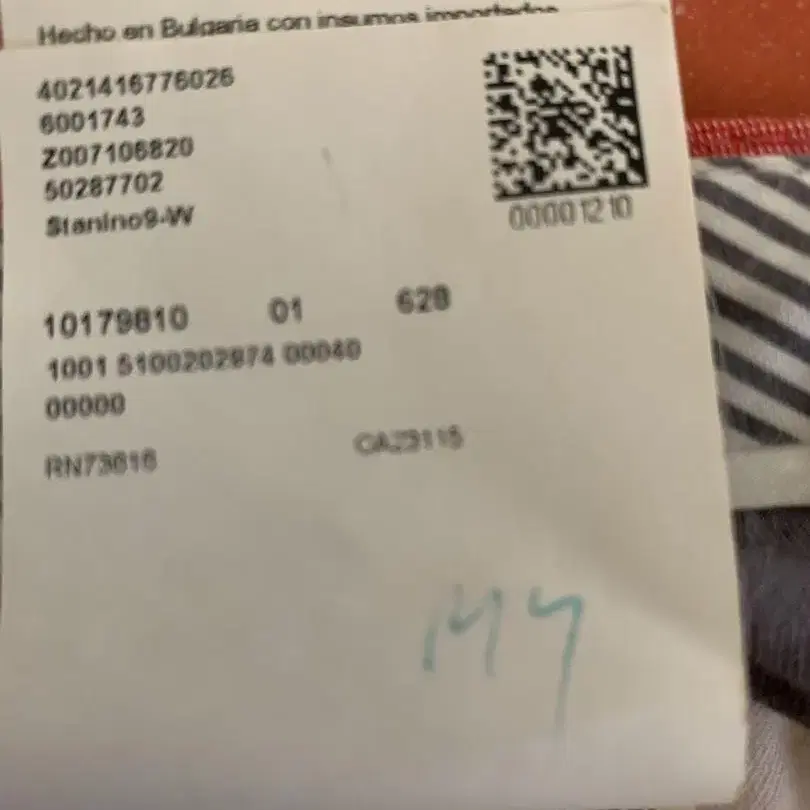 Hecho en Bulgaria con insumos importados
4021416776026
6001743
Z007106820
50287702
Stanino9-W
00001210
10179810 01 628
1001 5100202874 00040
00000
RN73616 CA23115